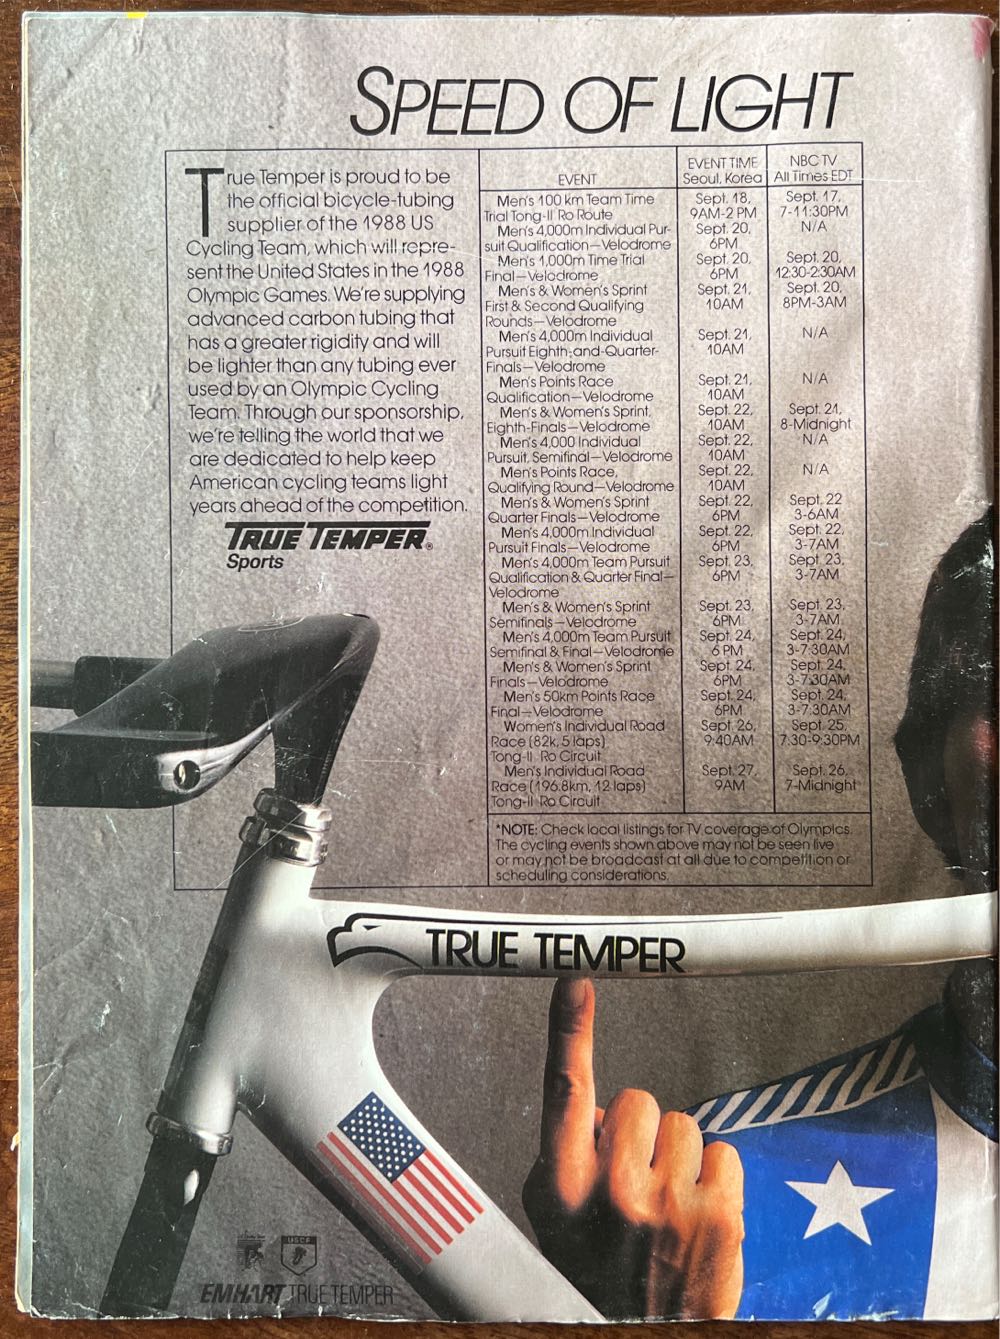 SPEED OF LIGHT
True Temper is proud to be
the official bicycle-tubing
supplier of the 1988 US
Cycling Team, which will repre-
sent the United States in the 1988
Olympic Games. We're supplying
advanced carbon tubing that
has a greater rigidity and will
be lighter than any tubing ever
used by an Olympic Cycling
Team. Through our sponsorship,
we're telling the world that we
are dedicated to help keep
American cycling teams light
years ahead of the competition.
TRUE TEMPER®
Sports
EVENT
EVENT TIME
Seoul, Korea
NBC TV
All Times EDT
Men's 100 km Team Time
Trial Tong-Il Ro Route
Sept. 18,
9AM-2 PM
Sept. 17,
7-11:30PM
Men's 4,000m Individual Pur-
suit Qualification—Velodrome
Sept. 20,
6PM
N/A
Men's 1,000m Time Trial
Final—Velodrome
Sept. 20,
6PM
Sept. 20,
12:30-2:30AM
Men's & Women's Sprint
First & Second Qualifying
Rounds—Velodrome
Sept. 21,
10AM
Sept. 20,
8PM-3AM
Men's 4,000m Individual
Pursuit Eighth-and-Quarter-
Finals—Velodrome
Sept. 21,
10AM
N/A
Men's Points Race
Qualification—Velodrome
Sept. 21,
10AM
N/A
Men's & Women's Sprint,
Eighth-Finals—Velodrome
Sept. 22,
10AM
Sept. 21,
8-Midnight
Men's 4,000 Individual
Pursuit, Semifinal—Velodrome
Sept. 22,
10AM
N/A
Men's Points Race,
Qualifying Round—Velodrome
Sept. 22,
10AM
N/A
Men's & Women's Sprint
Quarter Finals—Velodrome
Sept. 22,
6PM
Sept. 22
3-6AM
Men's 4,000m Individual
Pursuit Finals—Velodrome
Sept. 22,
6PM
Sept. 22,
3-7AM
Men's 4,000m Team Pursuit
Qualification & Quarter Final—
Velodrome
Sept. 23,
6PM
Sept. 23,
3-7AM
Men's & Women's Sprint
Semifinals—Velodrome
Sept. 23,
6PM
Sept. 23,
3-7AM
Men's 4,000m Team Pursuit
Semifinal & Final—Velodrome
Sept. 24,
6 PM
Sept. 24,
3-7:30AM
Men's & Women's Sprint
Finals—Velodrome
Sept. 24,
6PM
Sept. 24,
3-7:30AM
Men's 50km Points Race
Final—Velodrome
Sept. 24,
6PM
Sept. 24,
3-7:30AM
Women's Individual Road
Race (82k, 5 laps)
Tong-Il Ro Circuit
Sept. 26,
9:40AM
Sept. 25,
7:30-9:30PM
Men's Individual Road
Race (196.8km, 12 laps)
Tong-Il Ro Circuit
Sept. 27,
9AM
Sept. 26,
7-Midnight
*NOTE: Check local listings for TV coverage of Olympics.
The cycling events shown above may not be seen live
or may not be broadcast at all due to competition or
scheduling considerations.
TRUE TEMPER
USCF
EMHART TRUE TEMPER